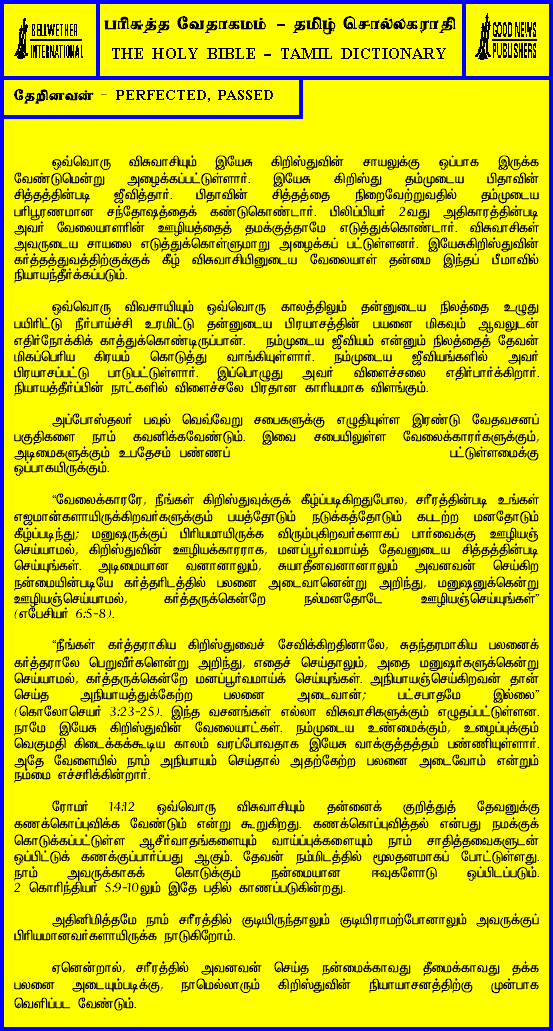 BELLWETHER
INTERNATIONAL
பரிசுத்த வேதாகமம் - தமிழ் சொல்லகராதி
THE HOLY BIBLE - TAMIL DICTIONARY
GOOD NEWS
PUBLISHERS
தேறினவன் - PERFECTED, PASSED
ஒவ்வொரு விசுவாசியும் இயேசு கிறிஸ்துவின் சாயலுக்கு ஒப்பாக இருக்க
வேண்டுமென்று அழைக்கப்பட்டுள்ளார். இயேசு கிறிஸ்து தம்முடைய பிதாவின்
சித்தத்தின்படி ஜீவித்தார். பிதாவின் சித்தத்தை நிறைவேற்றுவதில் தம்முடைய
பரிபூரணமான சந்தோஷத்தைக் கண்டுகொண்டார். பிலிப்பியர் 2வது அதிகாரத்தின்படி
அவர் வேலையாளரின் ஊழியத்தைத் தமக்குத்தாமே எடுத்துக்கொண்டார். விசுவாசிகள்
அவருடைய சாயலை எடுத்துக்கொள்ளுமாறு அழைக்கப் பட்டுள்ளனர். இயேசுகிறிஸ்துவின்
கர்த்தத்துவத்திற்குக்குக் கீழ் விசுவாசியினுடைய வேலையாள் தன்மை இந்தப் பீமாவில்
நியாயந்தீர்க்கப்படும்.
ஒவ்வொரு விவசாயியும் ஒவ்வொரு காலத்திலும் தன்னுடைய நிலத்தை உழுது
பயிரிட்டு நீர்பாய்ச்சி உரமிட்டு தன்னுடைய பிரயாசத்தின் பயனை மிகவும் ஆவலுடன்
எதிர்நோக்கிக் காத்துக்கொண்டிருப்பான். நம்முடைய ஜீவியம் என்னும் நிலத்தைத் தேவன்
மிகப்பெரிய கிரயம் கொடுத்து வாங்கியுள்ளார். நம்முடைய ஜீவியங்களில் அவர்
பிரயாசப்பட்டு பாடுபட்டுள்ளார். இப்பொழுது அவர் விளைச்சலை எதிர்பார்க்கிறார்.
நியாயத்தீர்ப்பின் நாட்களில் விளைச்சலே பிரதான காரியமாக விளங்கும்.
அப்போஸ்தலர் பவுல் வெவ்வேறு சபைகளுக்கு எழுதியுள்ள இரண்டு வேதவசனப்
பகுதிகளை நாம் கவனிக்கவேண்டும். இவை சபையிலுள்ள வேலைக்காரர்களுக்கும்,
அடிமைகளுக்கும் உபதேசம் பண்ணப் பட்டுள்ளமைக்கு
ஒப்பாகயிருக்கும்.
“வேலைக்காரரே, நீங்கள் கிறிஸ்துவுக்குக் கீழ்ப்படிகிறதுபோல, சரீரத்தின்படி உங்கள்
எஜமான்களாயிருக்கிறவர்களுக்கும் பயத்தோடும் நடுக்கத்தோடும் கபடற்ற மனதோடும்
கீழ்ப்படிந்து; மனுஷருக்குப் பிரியமாயிருக்க விரும்புகிறவர்களாகப் பார்வைக்கு ஊழியஞ்
செய்யாமல், கிறிஸ்துவின் ஊழியக்காரராக, மனப்பூர்வமாய்த் தேவனுடைய சித்தத்தின்படி
செய்யுங்கள். அடிமையான வனானாலும், சுயாதீனவனானாலும் அவனவன் செய்கிற
நன்மையின்படியே கர்த்தரிடத்தில் பலனை அடைவானென்று அறிந்து, மனுஷனுக்கென்று
ஊழியஞ்செய்யாமல், கர்த்தருக்கென்றே நல்மனதோடே ஊழியஞ்செய்யுங்கள்”
(எபேசியர் 6:5-8).
“நீங்கள் கர்த்தராகிய கிறிஸ்துவைச் சேவிக்கிறதினாலே, சுதந்தரமாகிய பலனைக்
கர்த்தராலே பெறுவீர்களென்று அறிந்து, எதைச் செய்தாலும், அதை மனுஷர்களுக்கென்று
செய்யாமல், கர்த்தருக்கென்றே மனப்பூர்வமாய்க் செய்யுங்கள். அநியாயஞ்செய்கிறவன் தான்
செய்த அநியாயத்துக்கேற்ற பலனை அடைவான்; பட்சபாதமே இல்லை”
(கொலோசெயர் 3:23-25). இந்த வசனங்கள் எல்லா விசுவாசிகளுக்கும் எழுதப்பட்டுள்ளன.
நாமே இயேசு கிறிஸ்துவின் வேலையாட்கள். நம்முடைய உண்மைக்கும், உழைப்புக்கும்
வெகுமதி கிடைக்கக்கூடிய காலம் வரப்போவதாக இயேசு வாக்குத்தத்தம் பண்ணியுள்ளார்.
அதே வேளையில் நாம் அநியாயம் செய்தால் அதற்கேற்ற பலனை அடைவோம் என்றும்
நம்மை எச்சரிக்கின்றார்.
ரோமர் 14:12 ஒவ்வொரு விசுவாசியும் தன்னைக் குறித்துத் தேவனுக்கு
கணக்கொப்புவிக்க வேண்டும் என்று கூறுகிறது. கணக்கொப்புவித்தல் என்பது நமக்குக்
கொடுக்கப்பட்டுள்ள ஆசீர்வாதங்களையும் வாய்ப்புக்களையும் நாம் சாதித்தவைகளுடன்
ஒப்பிட்டுக் கணக்குப்பார்ப்பது ஆகும். தேவன் நம்மிடத்தில் மூலதனமாகப் போட்டுள்ளது.
நாம் அவருக்காகக் கொடுக்கும் நன்மையான ஈவுகளோடு ஒப்பிடப்படும்.
2 கொரிந்தியர் 5:9-10லும் இதே பதில் காணப்படுகின்றது.
அதினிமித்தமே நாம் சரீரத்தில் குடியிருந்தாலும் குடியிராமற்போனாலும் அவருக்குப்
பிரியமானவர்களாயிருக்க நாடுகிறோம்.
ஏனென்றால், சரீரத்தில் அவனவன் செய்த நன்மைக்காவது தீமைக்காவது தக்க
பலனை அடையும்படிக்கு, நாமெல்லாரும் கிறிஸ்துவின் நியாயாசனத்திற்கு முன்பாக
வெளிப்பட வேண்டும்.